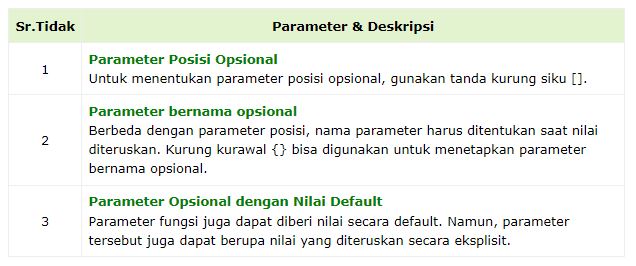 Sr.Tidak Parameter & Deskripsi
1
Parameter Posisi Opsional
Untuk menentukan parameter posisi opsional, gunakan tanda kurung siku [].
2
Parameter bernama opsional
Berbeda dengan parameter posisi, nama parameter harus ditentukan saat nilai
diteruskan. Kurung kurawal {} bisa digunakan untuk menetapkan parameter
bernama opsional.
3
Parameter Opsional dengan Nilai Default
Parameter fungsi juga dapat diberi nilai secara default. Namun, parameter
tersebut juga dapat berupa nilai yang diteruskan secara eksplisit.